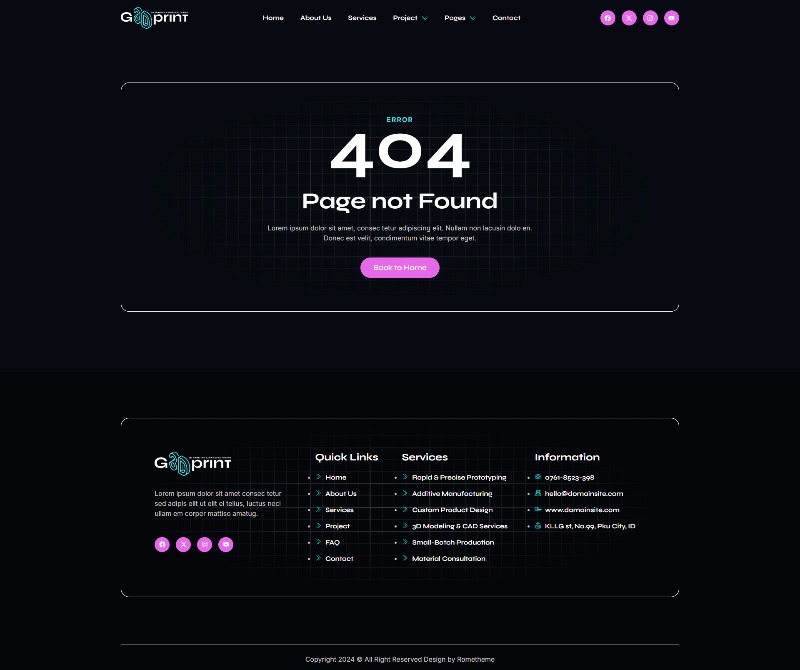 G3Dprint
Home
About Us
Services
Project
Pages
Contact
ERROR
404
Page not Found
Lorem ipsum dolor sit amet, consec tetur adipiscing elit. Nullam non lacusin dolo en.
Donec est velit, condimentum vitae tempor eget.
Back to Home
G3Dprint
Lorem ipsum dolor sit amet consec tetur
sed adipis elit ut elit el tellus, luctus neci
ullam em corper mattisc amatug.
Quick Links
Home
About Us
Services
Project
FAQ
Contact
Services
Rapid & Precise Prototyping
Additive Manufacturing
Custom Product Design
3D Modeling & CAD Services
Small-Batch Production
Material Consultation
Information
0761-8523-398
hello@domainsite.com
www.domainsite.com
KLLG st, No.99, Pku City, ID
Copyright 2024 © All Right Reserved Design by Rometheme